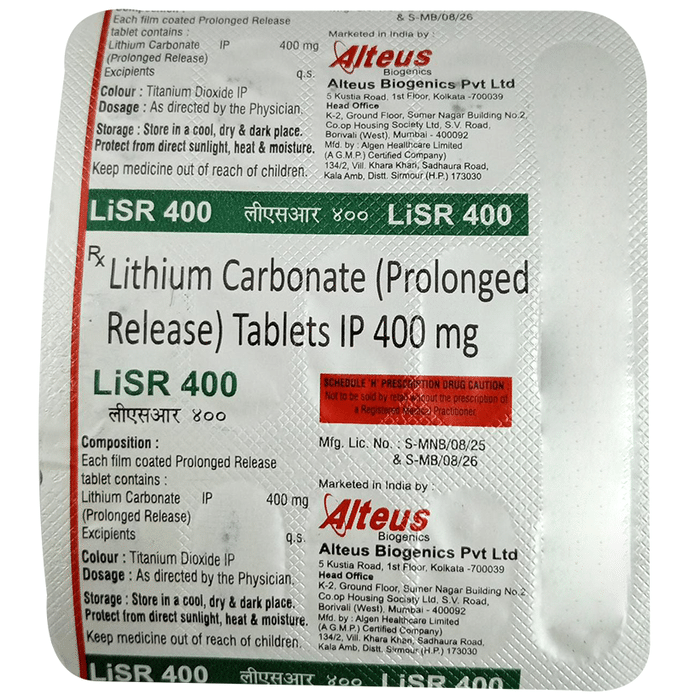 Each film coated Prolonged Release
tablet contains :
Lithium Carbonate IP 400 mg
(Prolonged Release)
Excipients q.s.
Colour : Titanium Dioxide IP
Dosage : As directed by the Physician.
Storage : Store in a cool, dry & dark place.
Protect from direct sunlight, heat & moisture.
Keep medicine out of reach of children.
& S-MB/08/26
Marketed in India by :
Alteus
Biogenics
Alteus Biogenics Pvt Ltd
5 Kustia Road, 1st Floor, Kolkata -700039
Head Office
K-2, Ground Floor, Sumer Nagar Building No.2,
Co.op Housing Society Ltd, S.V. Road,
Borivali (West), Mumbai - 400092
Mfd. by : Algen Healthcare Limited
(A G.M.P.) Certified Company)
134/2, Vill. Khara Khan, Sadhaura Road,
Kala Amb, Distt. Sirmour (H.P.) 173030
LiSR 400 लीएसआर ४०० LiSR 400
Rx Lithium Carbonate (Prolonged
Release) Tablets IP 400 mg
LiSR 400
लीएसआर ४००
SCHEDULE 'H' PRESCRIPTION DRUG CAUTION
Not to be sold by retail without the prescription of
a Registered Medical Practitioner.
Composition :
Each film coated Prolonged Release
tablet contains :
Lithium Carbonate IP 400 mg
(Prolonged Release)
Excipients q.s.
Colour : Titanium Dioxide IP
Dosage : As directed by the Physician.
Storage : Store in a cool, dry & dark place.
Protect from direct sunlight, heat & moisture.
Keep medicine out of reach of children.
Mfg. Lic. No. : S-MNB/08/25
& S-MB/08/26
Marketed in India by :
Alteus
Biogenics
Alteus Biogenics Pvt Ltd
5 Kustia Road, 1st Floor, Kolkata -700039
Head Office
K-2, Ground Floor, Sumer Nagar Building No.2,
Co.op Housing Society Ltd, S.V. Road,
Borivali (West), Mumbai - 400092
Mfd. by : Algen Healthcare Limited
(A G.M.P.) Certified Company)
134/2, Vill. Khara Khan, Sadhaura Road,
Kala Amb, Distt. Sirmour (H.P.) 173030
LiSR 400 लीएसआर ४०० LiSR 400